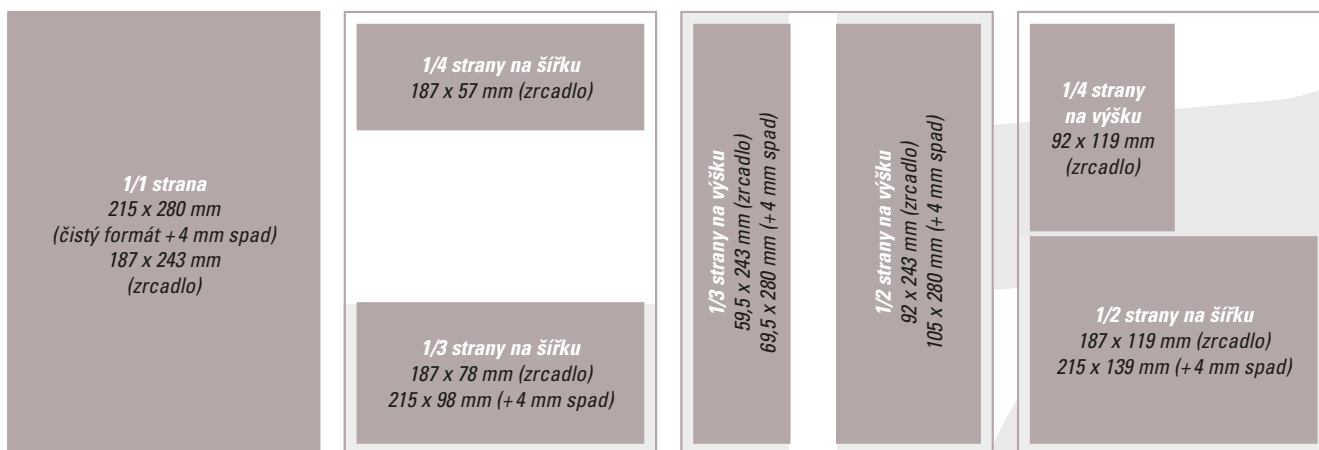 1/1 strana
215 x 280 mm
(čistý formát +4 mm spad)
187 x 243 mm
(zrcadlo)
1/4 strany na šířku
187 x 57 mm (zrcadlo)
1/3 strany na šířku
187 x 78 mm (zrcadlo)
215 x 98 mm (+4 mm spad)
1/3 strany na výšku
59,5 x 243 mm (zrcadlo)
69,5 x 280 mm (+4 mm spad)
1/2 strany na výšku
92 x 243 mm (zrcadlo)
105 x 280 mm (+4 mm spad)
1/4 strany
na výšku
92 x 119 mm
(zrcadlo)
1/2 strany na šířku
187 x 119 mm (zrcadlo)
215 x 139 mm (+4 mm spad)